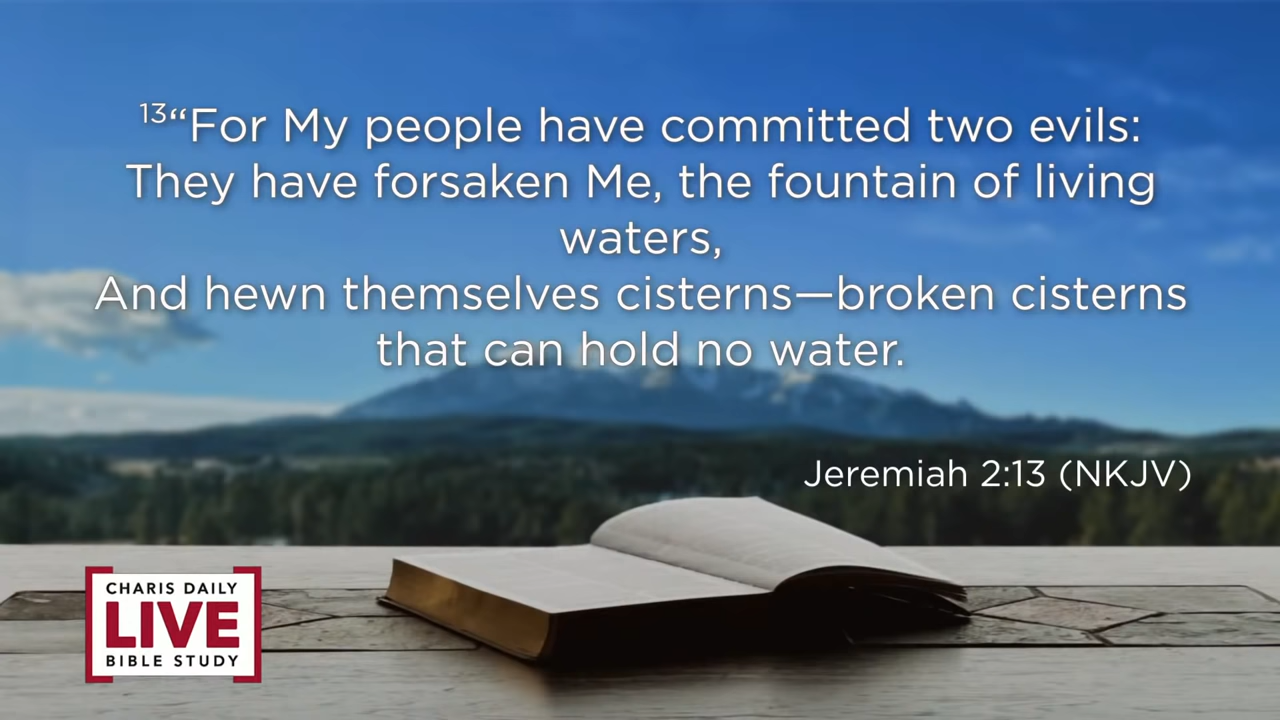 13“For My people have committed two evils:
They have forsaken Me, the fountain of living
waters,
And hewn themselves cisterns—broken cisterns
that can hold no water.
Jeremiah 2:13 (NKJV)
CHARIS DAILY
LIVE
BIBLE STUDY